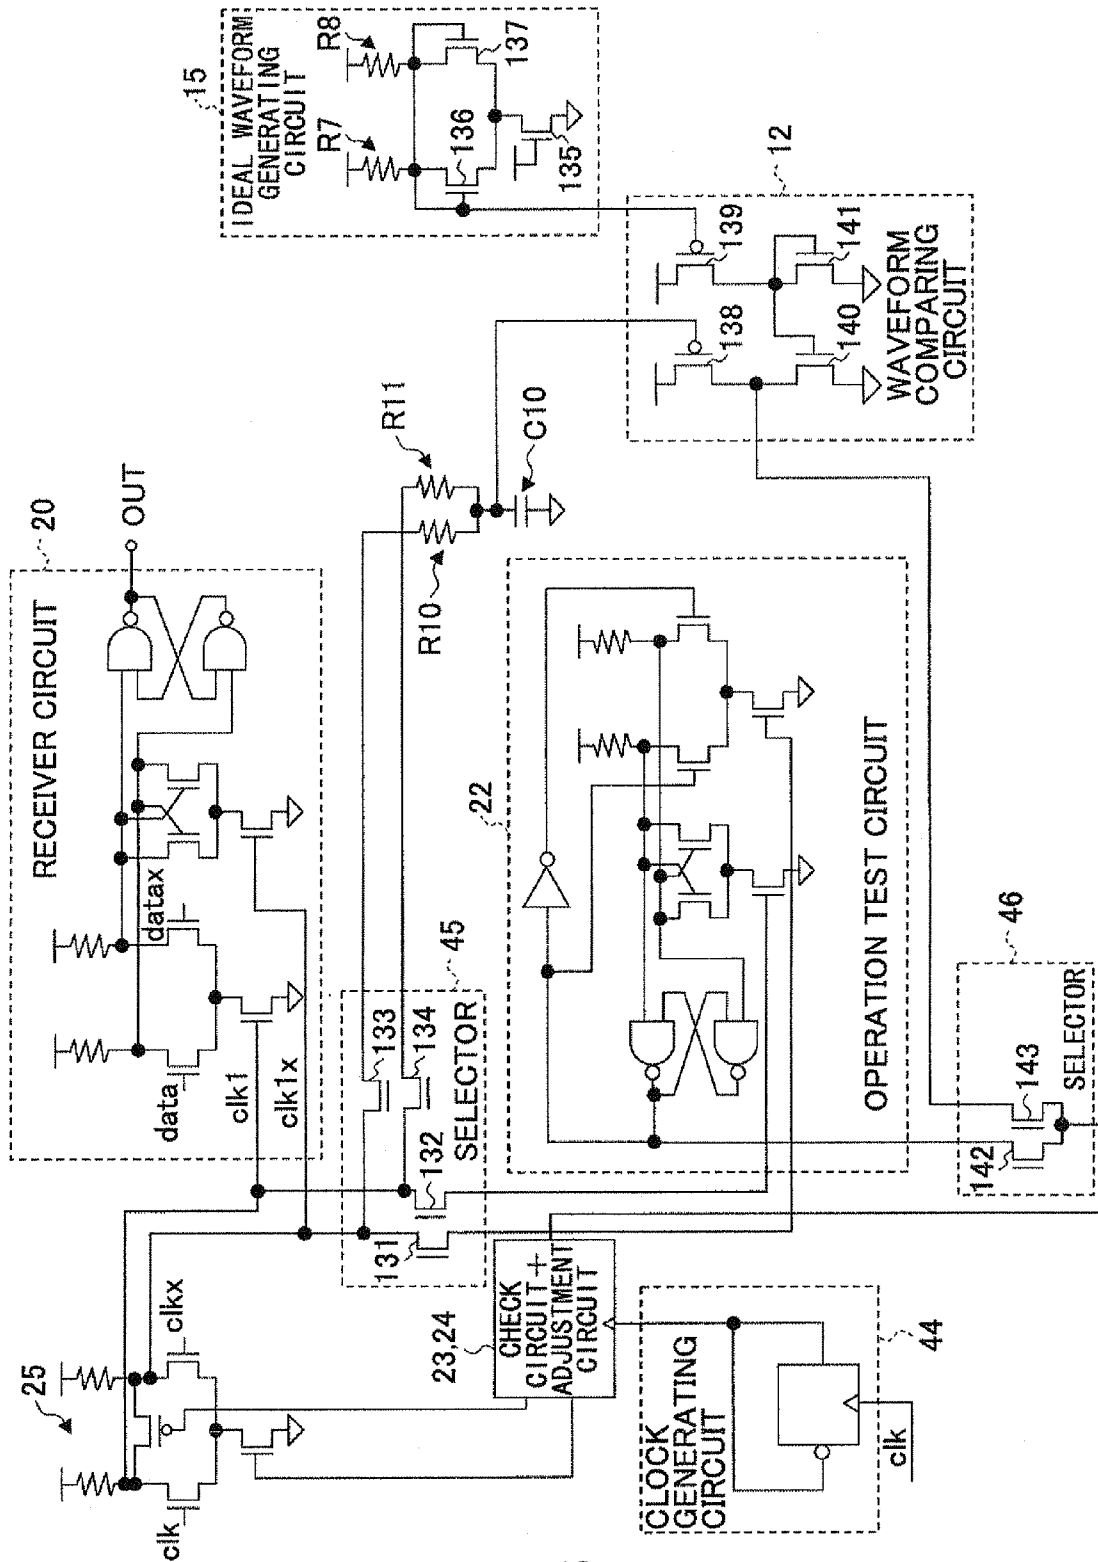 25
clk
clkx
RECEIVER CIRCUIT
20
data
datax
clk1
clk1x
OUT
15
IDEAL WAVEFORM
GENERATING
CIRCUIT
R7
R8
136
137
135
SELECTOR
45
131
132
133
134
R10
R11
C10
12
138
139
140
141
WAVEFORM
COMPARING
CIRCUIT
23,24
CHECK
CIRCUIT+
ADJUSTMENT
CIRCUIT
22
OPERATION TEST CIRCUIT
CLOCK
GENERATING
CIRCUIT
44
clk
46
142
143
SELECTOR